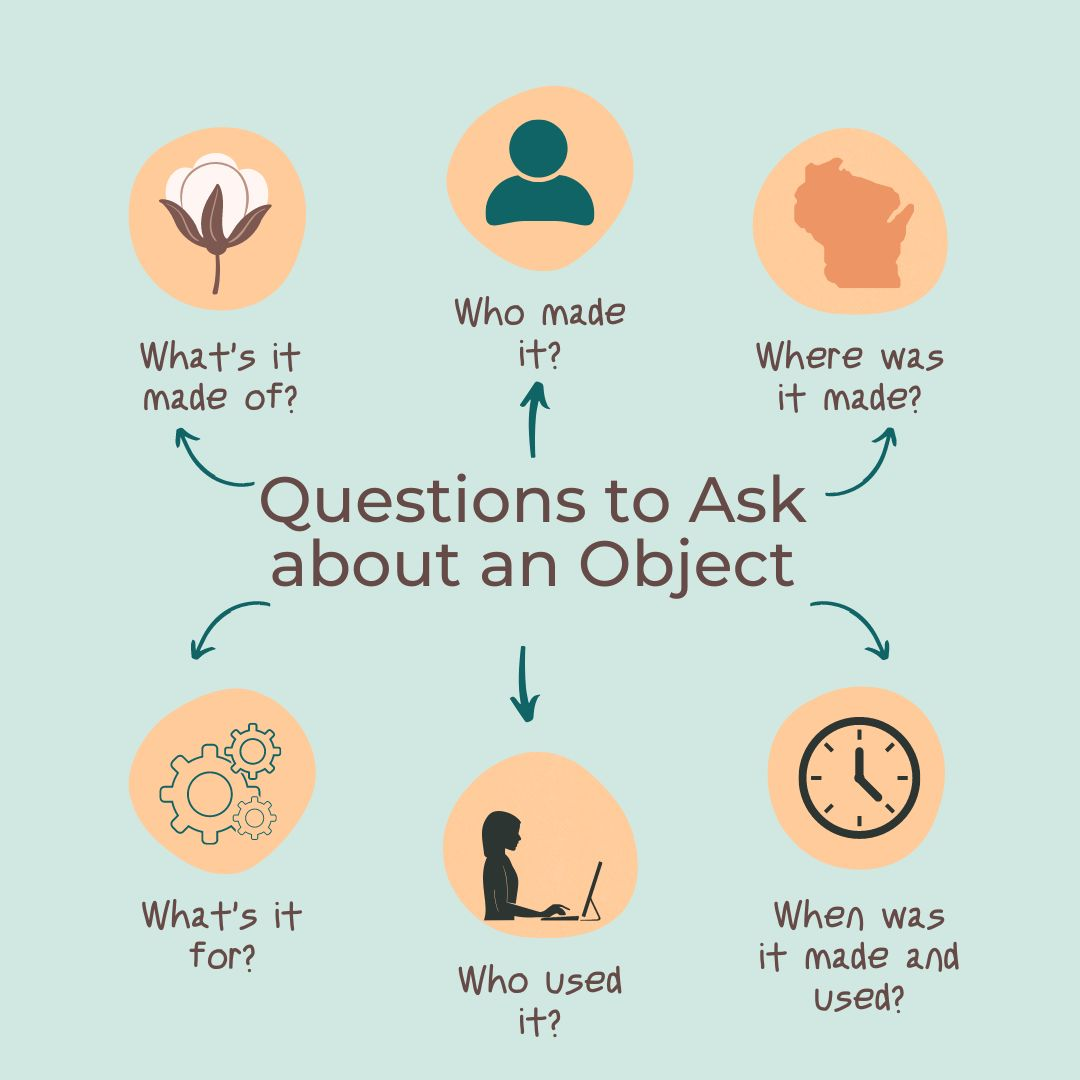 Who made
it?
What's it
made of?
Where was
it made?
Questions to Ask
about an Object
What's it
for?
Who used
it?
When was
it made and
used?